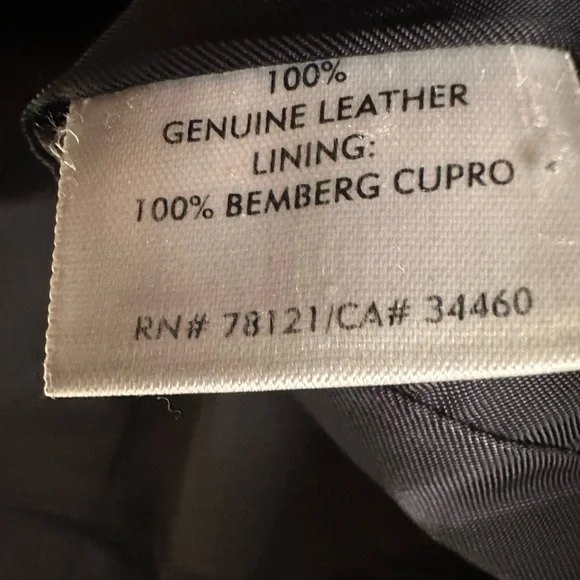 100%
GENUINE LEATHER
LINING:
100% BEMBERG CUPRO
RN# 78121/CA# 34460